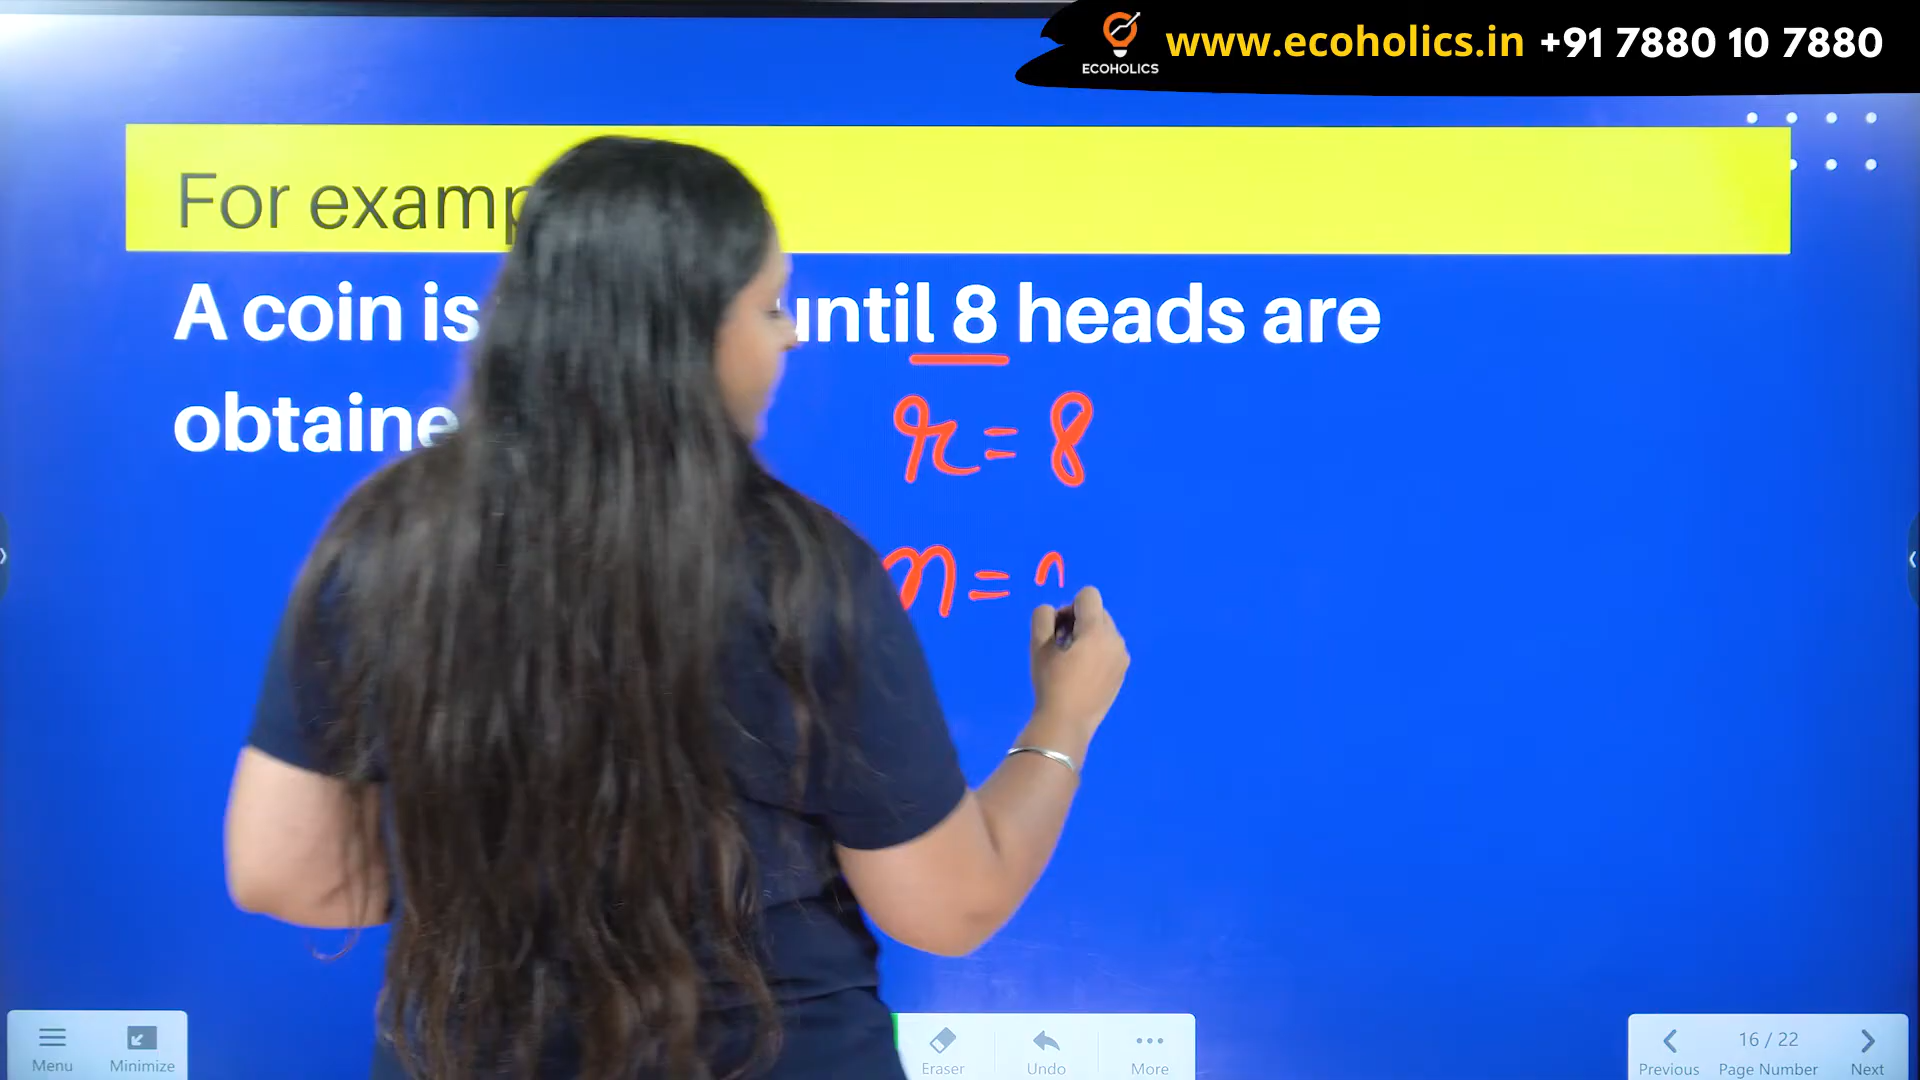 ECOHOLICS
www.ecoholics.in +91 7880 10 7880
For examp
A coin is until 8 heads are
obtaine
r = 8
n =
Menu Minimize Eraser Undo More Previous Page Number Next
16 / 22